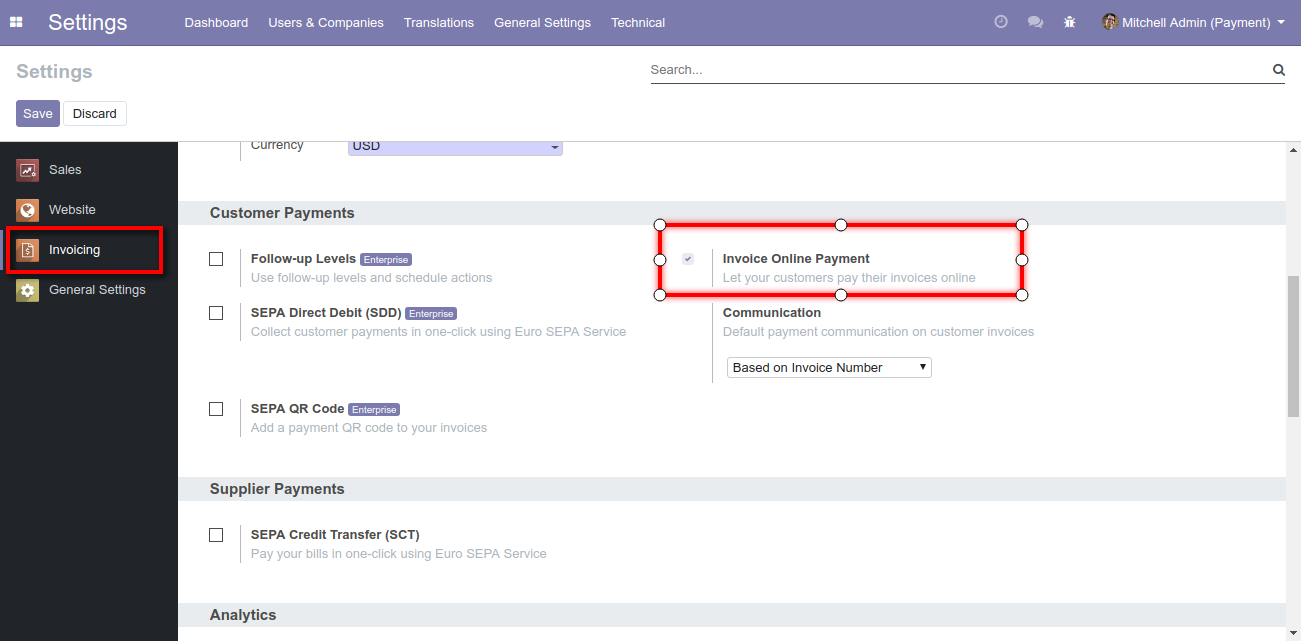 Settings Dashboard Users & Companies Translations General Settings Technical Mitchell Admin (Payment)
Settings
Search...
Save Discard
Sales
Website
Invoicing
General Settings
Currency USD
Customer Payments
Follow-up Levels Enterprise
Use follow-up levels and schedule actions
Invoice Online Payment
Let your customers pay their invoices online
SEPA Direct Debit (SDD) Enterprise
Collect customer payments in one-click using Euro SEPA Service
Communication
Default payment communication on customer invoices
Based on Invoice Number
SEPA QR Code Enterprise
Add a payment QR code to your invoices
Supplier Payments
SEPA Credit Transfer (SCT)
Pay your bills in one-click using Euro SEPA Service
Analytics